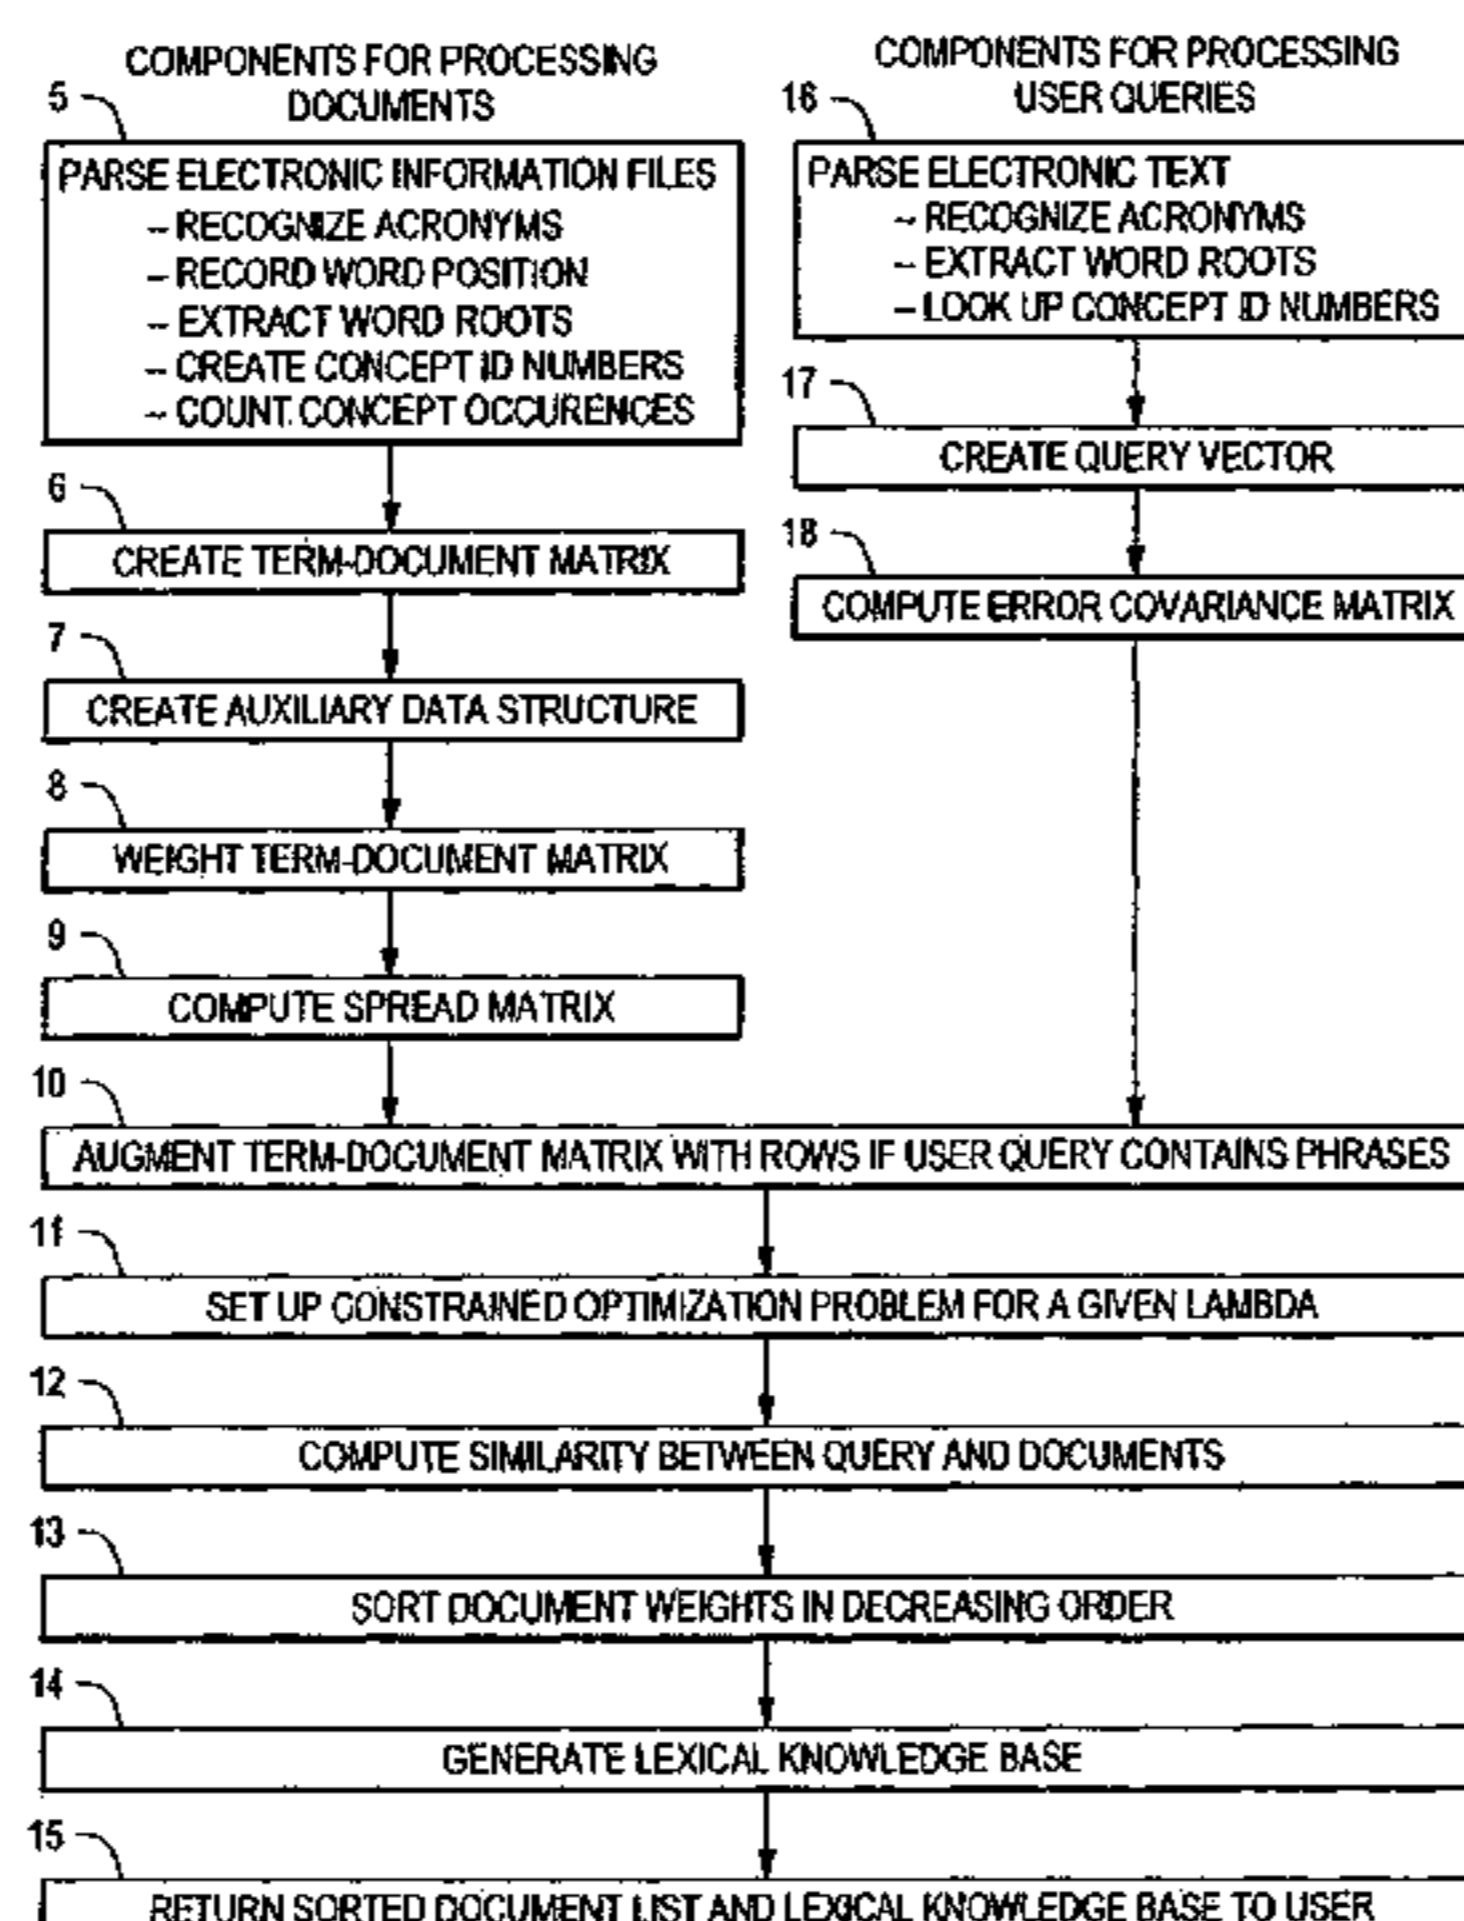 COMPONENTS FOR PROCESSING
DOCUMENTS
5
PARSE ELECTRONIC INFORMATION FILES
– RECOGNIZE ACRONYMS
– RECORD WORD POSITION
– EXTRACT WORD ROOTS
– CREATE CONCEPT ID NUMBERS
– COUNT CONCEPT OCCURENCES
6
CREATE TERM-DOCUMENT MATRIX
7
CREATE AUXILIARY DATA STRUCTURE
8
WEIGHT TERM-DOCUMENT MATRIX
9
COMPUTE SPREAD MATRIX
COMPONENTS FOR PROCESSING
USER QUERIES
16
PARSE ELECTRONIC TEXT
– RECOGNIZE ACRONYMS
– EXTRACT WORD ROOTS
– LOOK UP CONCEPT ID NUMBERS
17
CREATE QUERY VECTOR
18
COMPUTE ERROR COVARIANCE MATRIX
10
AUGMENT TERM-DOCUMENT MATRIX WITH ROWS IF USER QUERY CONTAINS PHRASES
11
SET UP CONSTRAINED OPTIMIZATION PROBLEM FOR A GIVEN LAMBDA
12
COMPUTE SIMILARITY BETWEEN QUERY AND DOCUMENTS
13
SORT DOCUMENT WEIGHTS IN DECREASING ORDER
14
GENERATE LEXICAL KNOWLEDGE BASE
15
RETURN SORTED DOCUMENT LIST AND LEXICAL KNOWLEDGE BASE TO USER